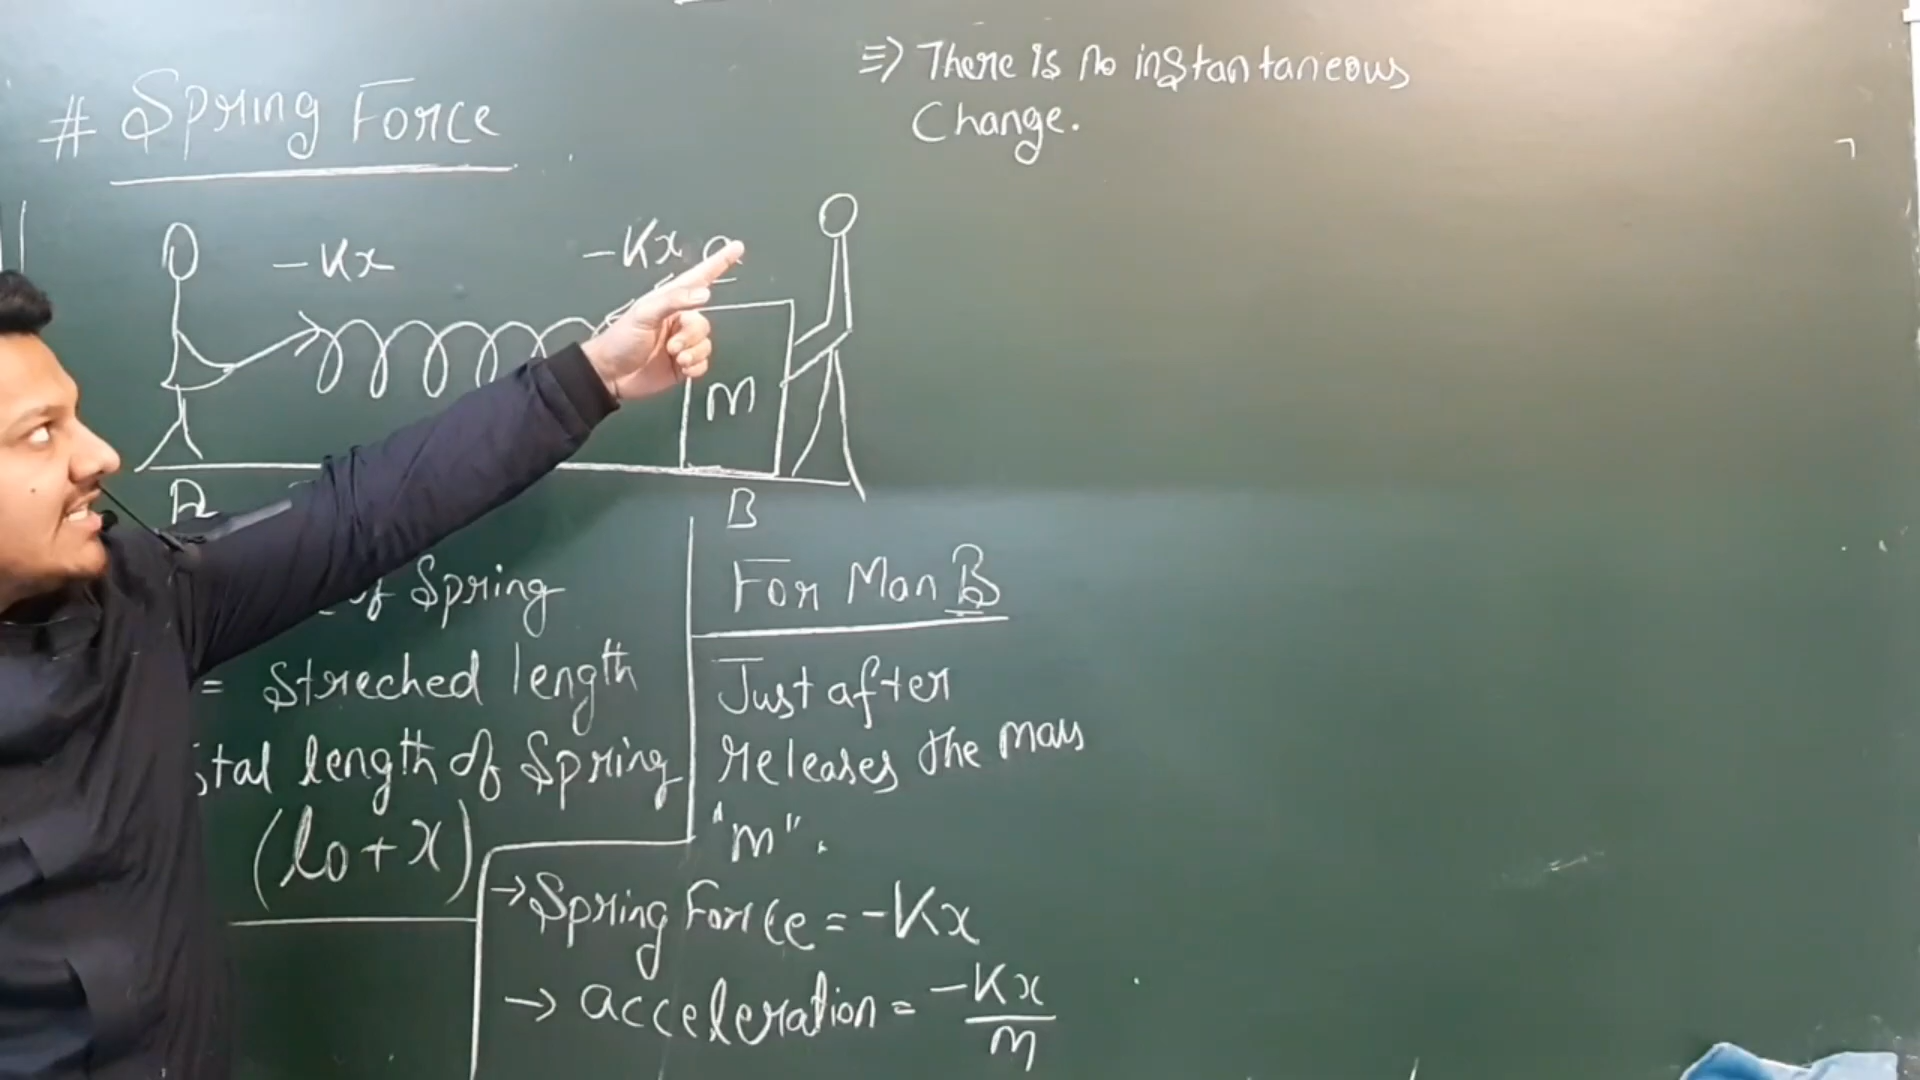 # Spring Force
⇒ There is no instantaneous
Change.
-Kx
-Kx
m
A
B
of Spring
= Streched length
tal length of Spring
(lo + x)
For Man B
Just after
releases the mass
"m".
→ Spring Force = -Kx
→ acceleration = -Kx
m